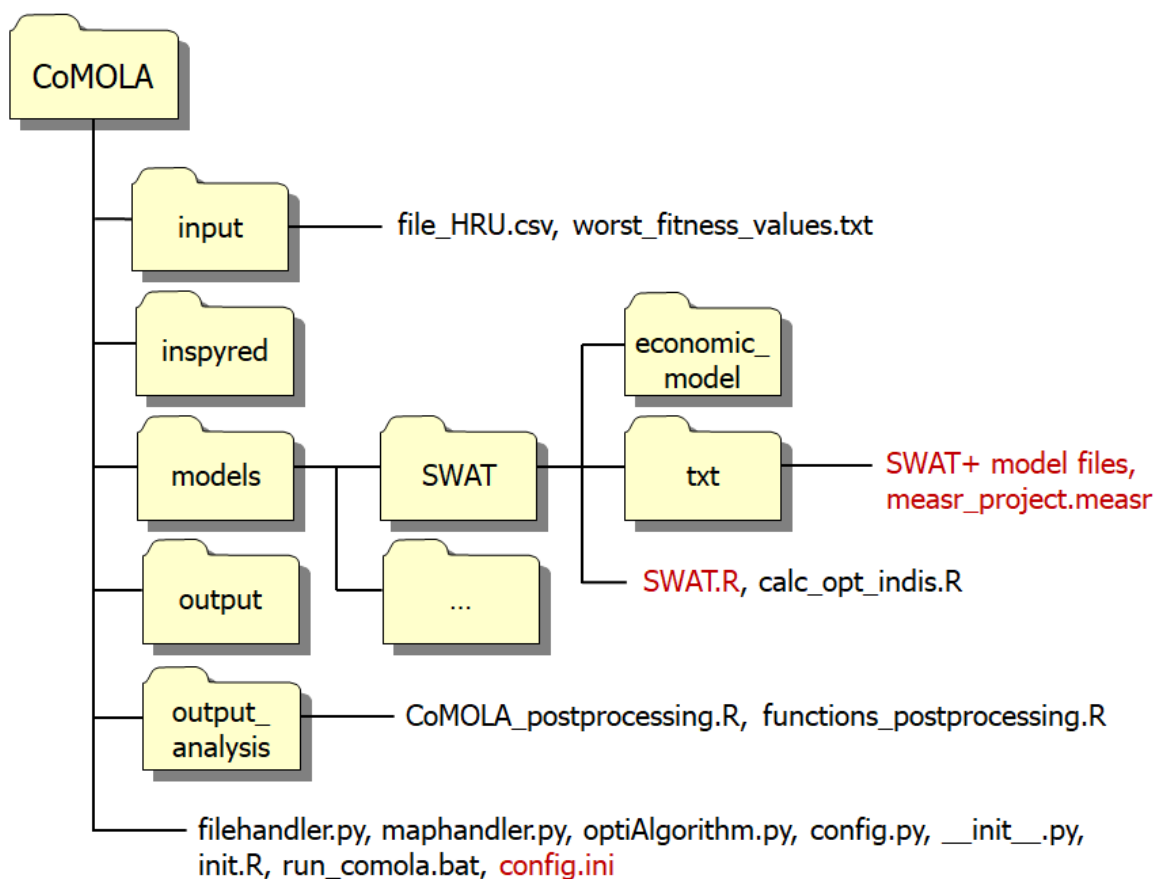 CoMOLA
input
file_HRU.csv, worst_fitness_values.txt
inspyred
economic_
model
models
SWAT
txt
SWAT+ model files,
measr_project.measr
output
...
SWAT.R, calc_opt_indis.R
output_
analysis
CoMOLA_postprocessing.R, functions_postprocessing.R
filehandler.py, maphandler.py, optiAlgorithm.py, config.py, __init__.py,
init.R, run_comola.bat, config.ini